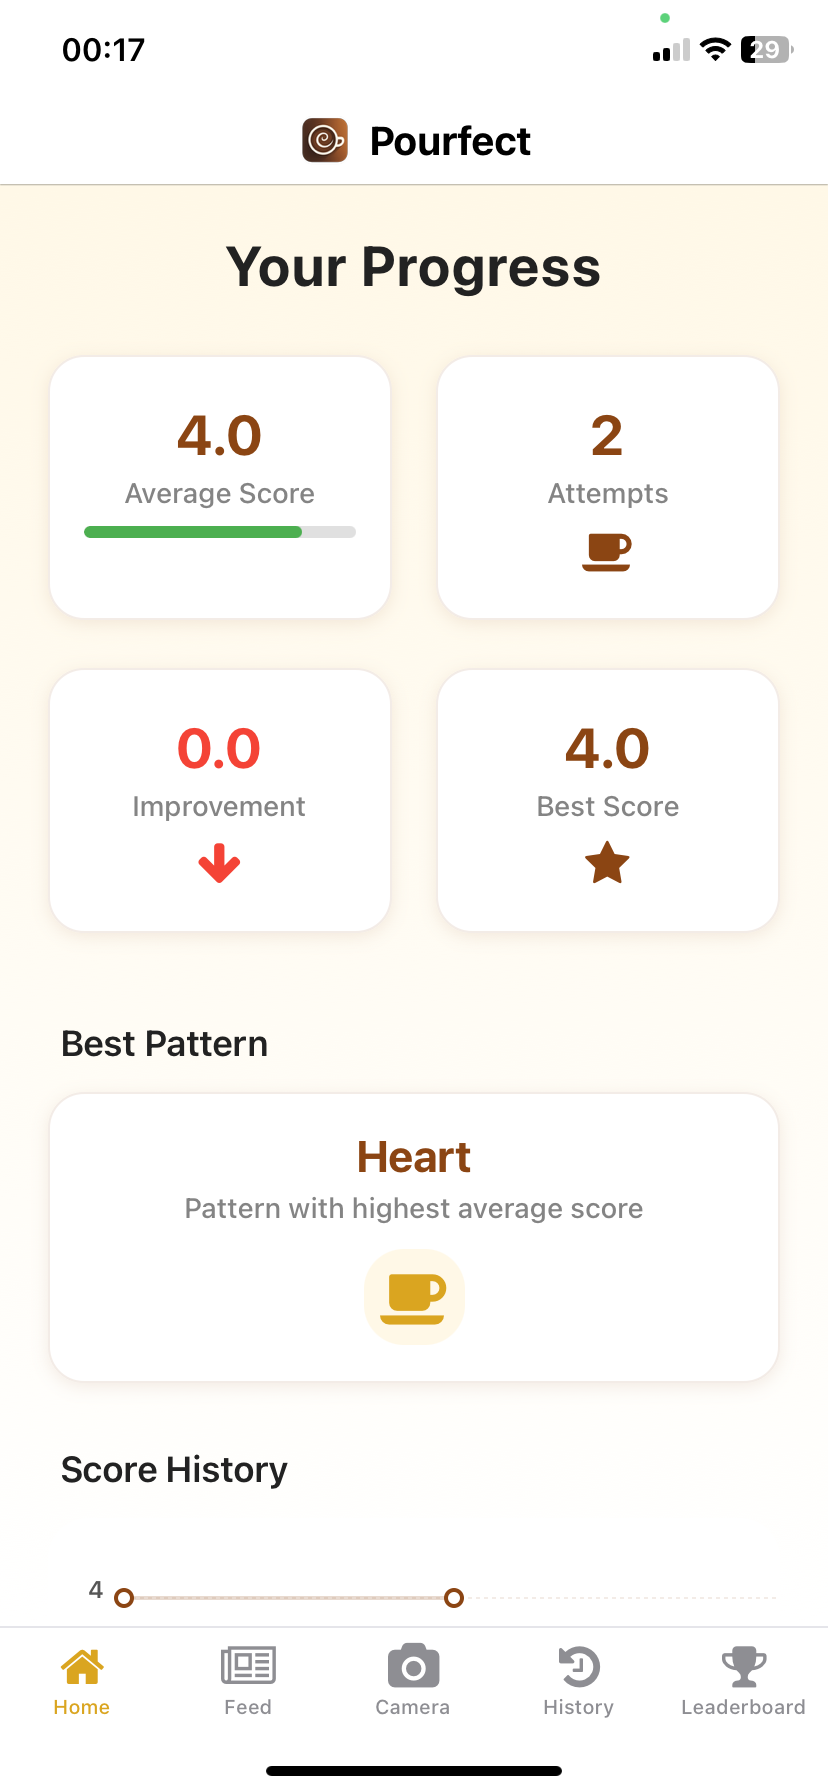 00:17
29
Pourfect
Your Progress
4.0
Average Score
2
Attempts
0.0
Improvement
4.0
Best Score
Best Pattern
Heart
Pattern with highest average score
Score History
4
Home
Feed
Camera
History
Leaderboard